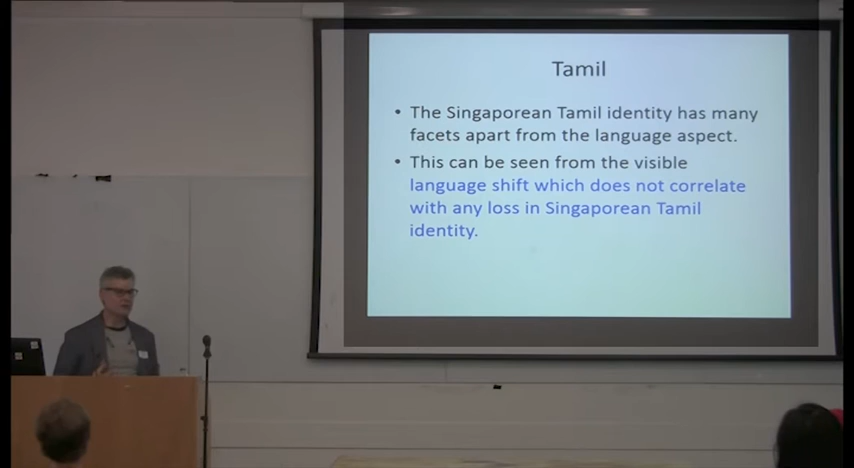 Tamil
• The Singaporean Tamil identity has many
facets apart from the language aspect.
• This can be seen from the visible
language shift which does not correlate
with any loss in Singaporean Tamil
identity.